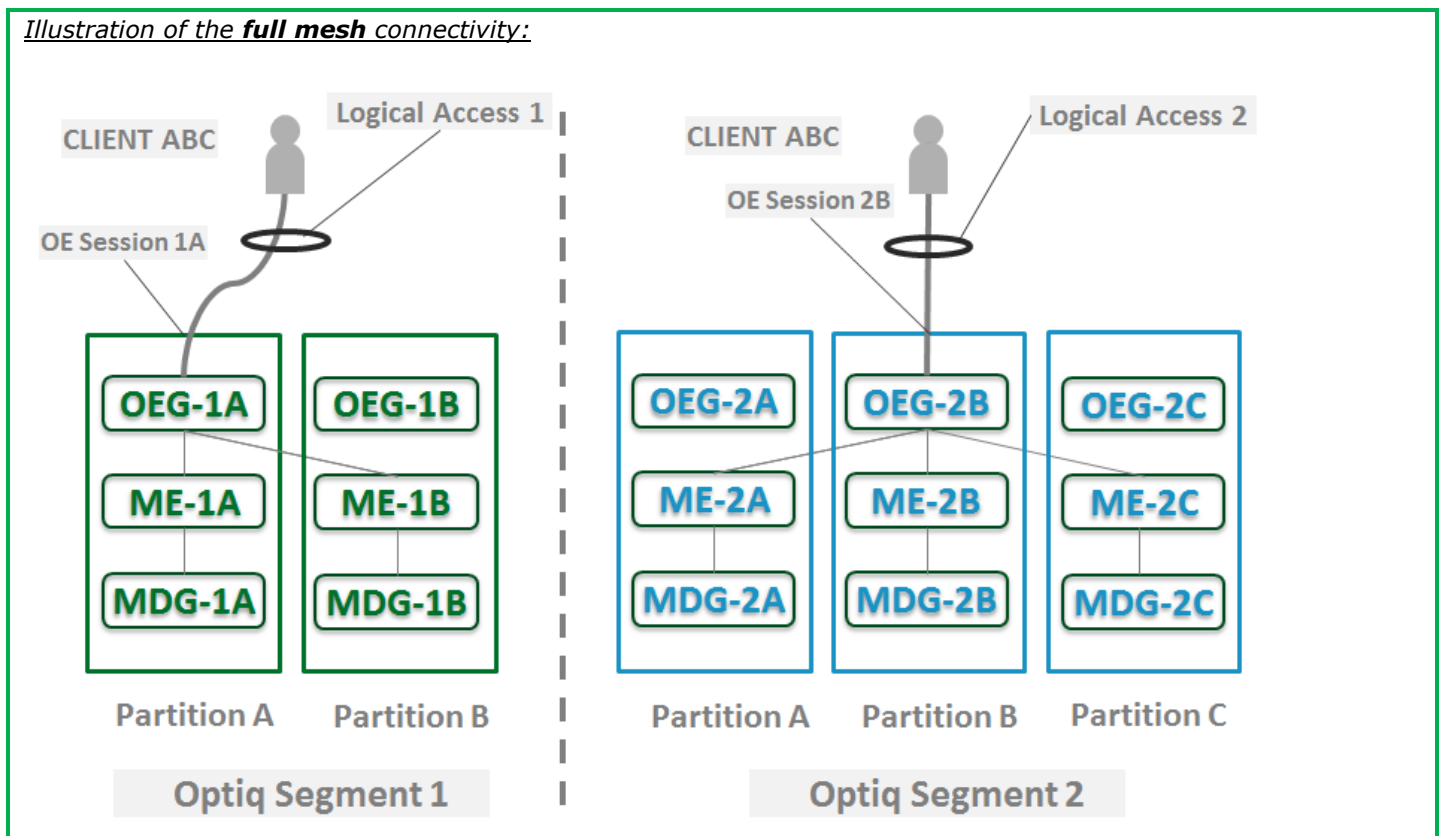 Illustration of the full mesh connectivity:
Logical Access 1
CLIENT ABC
OE Session 1A
OEG-1A
OEG-1B
ME-1A
ME-1B
MDG-1A
MDG-1B
Partition A
Partition B
Optiq Segment 1
Logical Access 2
CLIENT ABC
OE Session 2B
OEG-2A
OEG-2B
OEG-2C
ME-2A
ME-2B
ME-2C
MDG-2A
MDG-2B
MDG-2C
Partition A
Partition B
Partition C
Optiq Segment 2